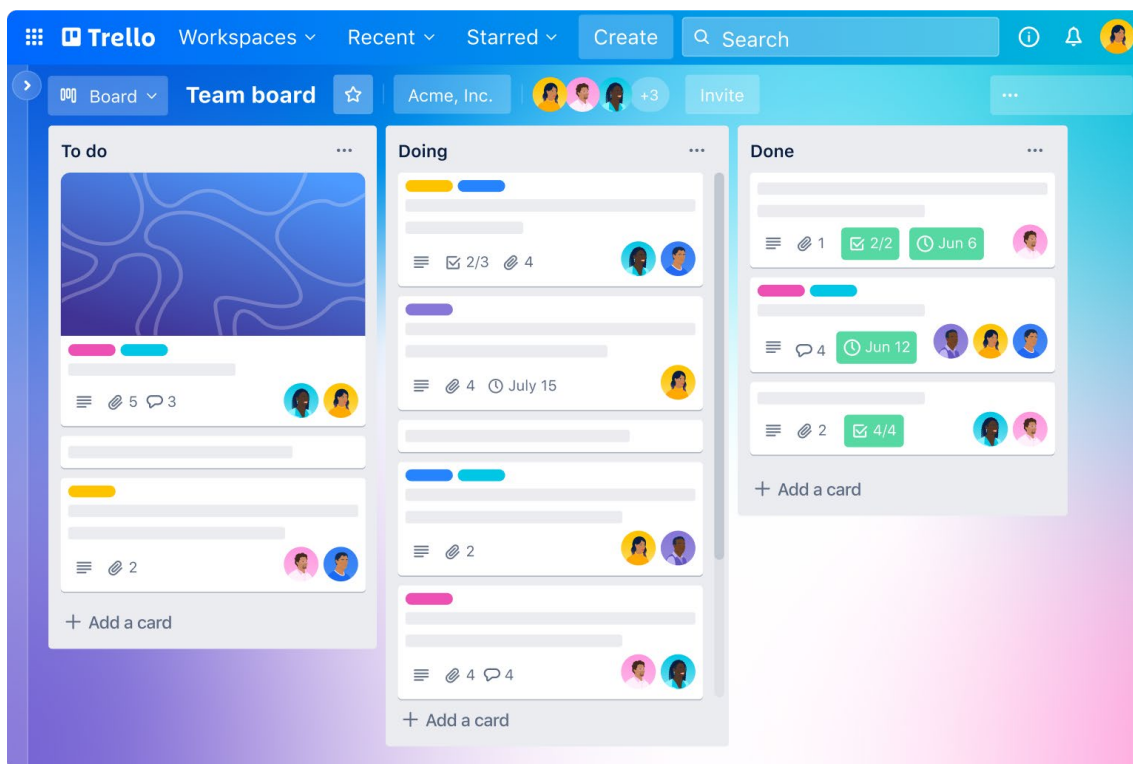 Trello Workspaces Recent Starred Create Search
Board Team board Acme, Inc. +3 Invite
To do
5 3
2
+ Add a card
Doing
2/3 4
4 July 15
2
4 4
+ Add a card
Done
1 2/2 Jun 6
4 Jun 12
2 4/4
+ Add a card